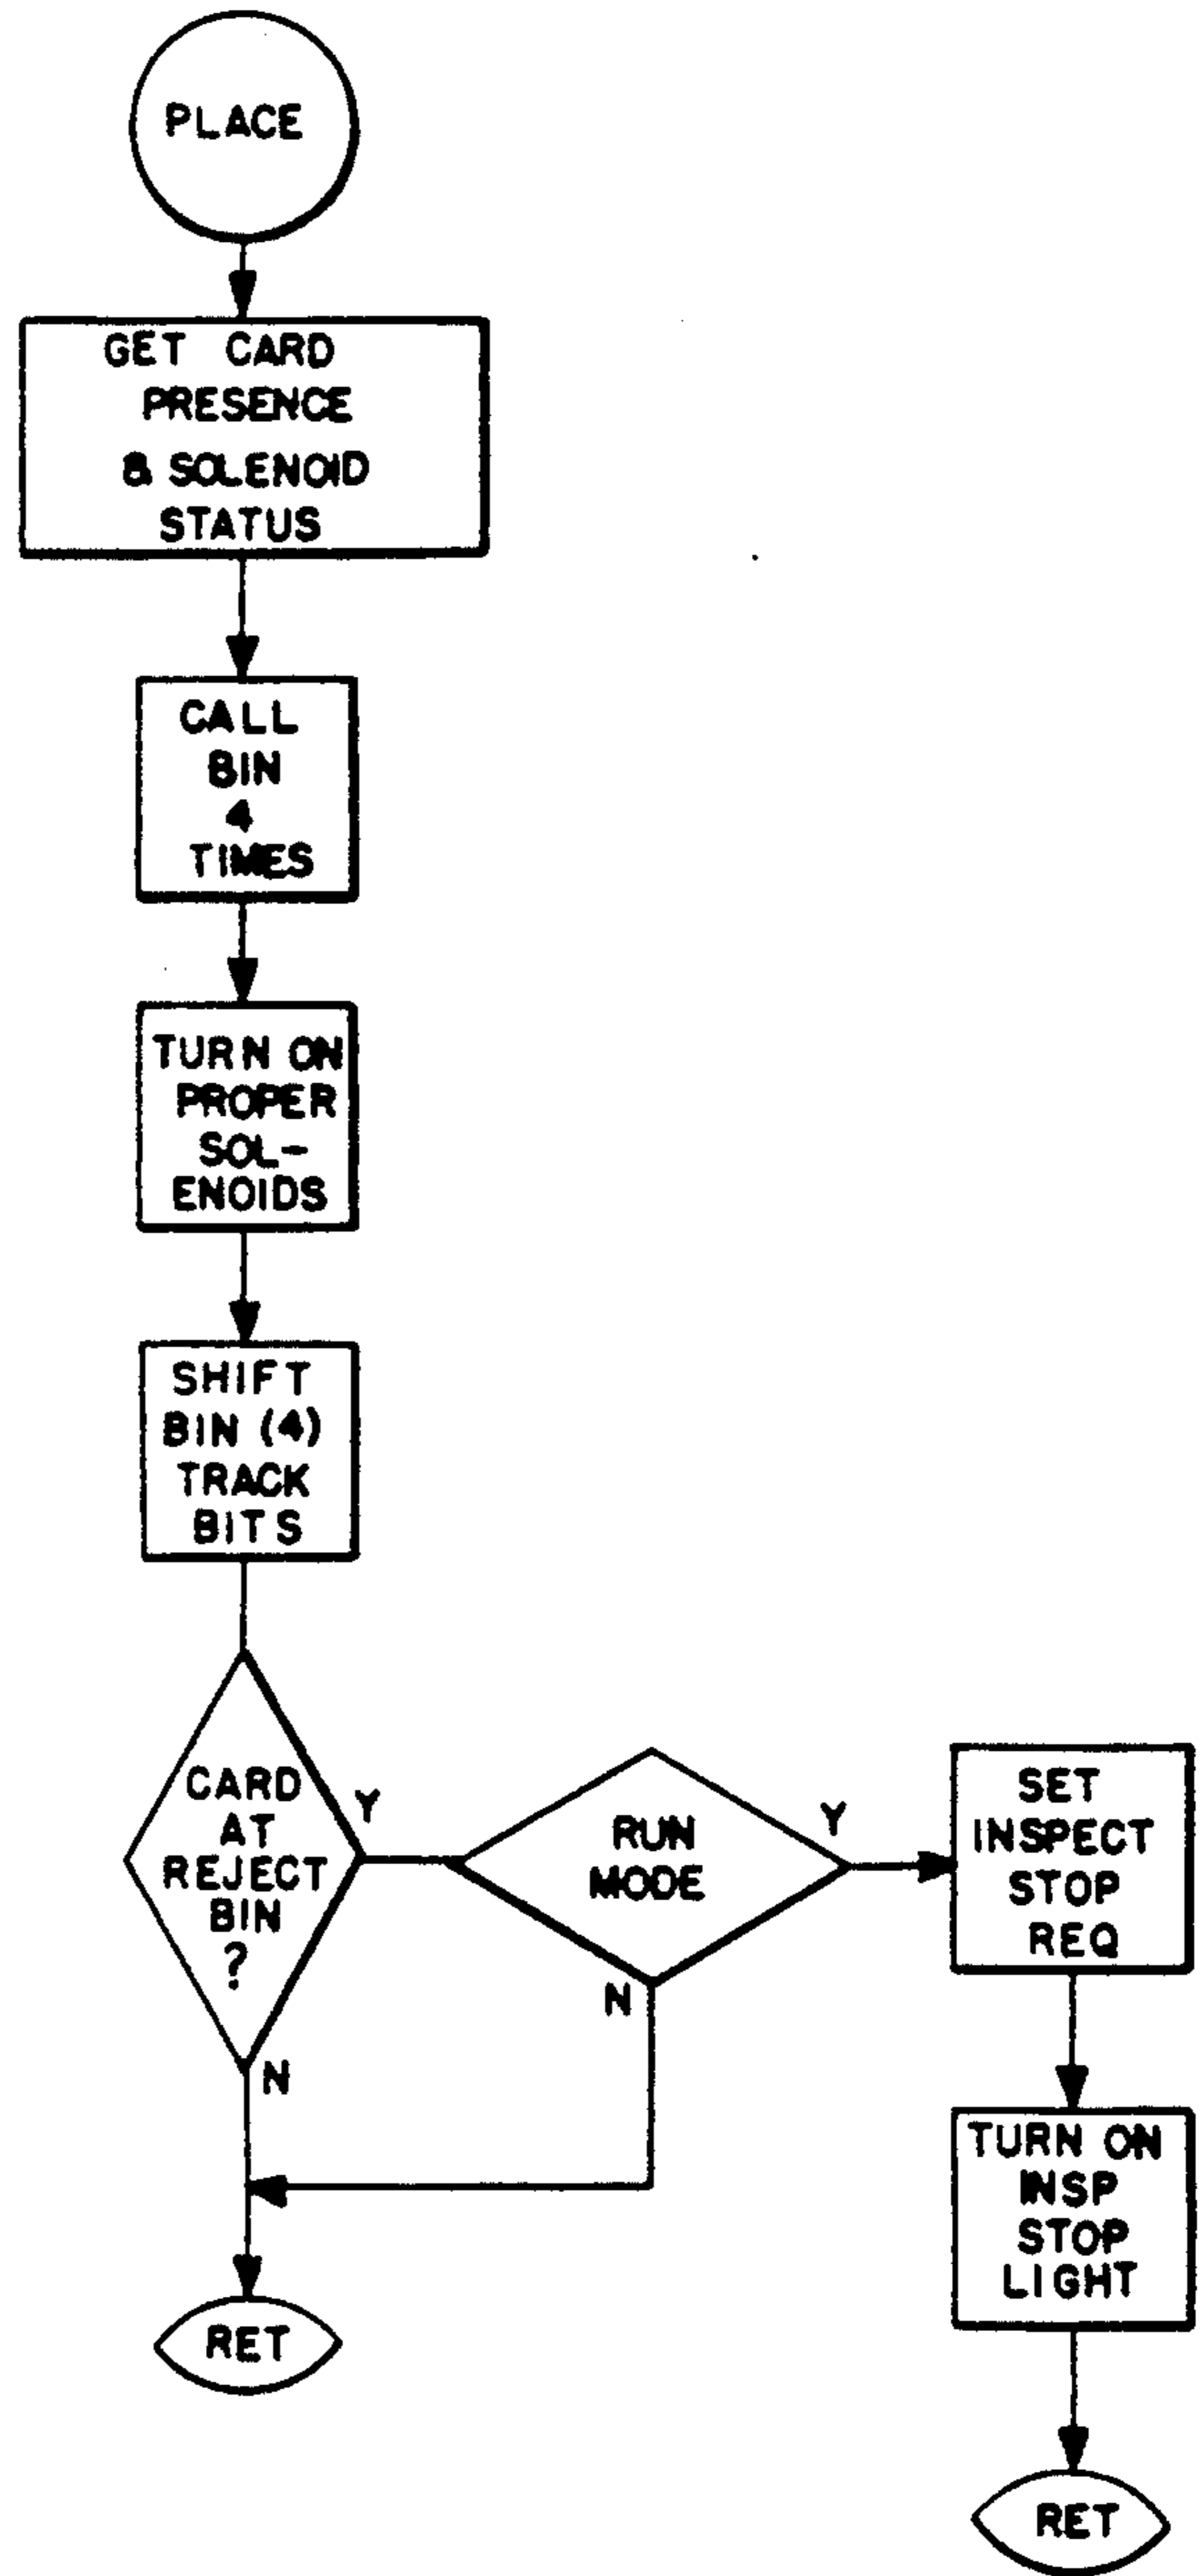 PLACE
GET CARD
PRESENCE
& SOLENOID
STATUS
CALL
BIN
4
TIMES
TURN ON
PROPER
SOL-
ENOIDS
SHIFT
BIN (4)
TRACK
BITS
CARD
AT
REJECT
BIN
?
Y
N
RUN
MODE
Y
N
SET
INSPECT
STOP
REQ
TURN ON
INSP
STOP
LIGHT
RET
RET